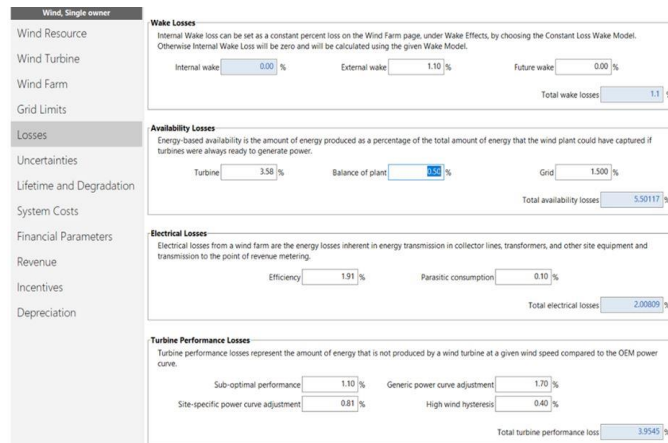 Wind, Single owner
Wind Resource
Wind Turbine
Wind Farm
Grid Limits
Losses
Uncertainties
Lifetime and Degradation
System Costs
Financial Parameters
Revenue
Incentives
Depreciation
Wake Losses
Internal Wake loss can be set as a constant percent loss on the Wind Farm page, under Wake Effects, by choosing the Constant Loss Wake Model.
Otherwise Internal Wake Loss will be zero and will be calculated using the given Wake Model.
Internal wake 0.00 % External wake 1.10 % Future wake 0.00 %
Total wake losses 1.1 %
Availability Losses
Energy-based availability is the amount of energy produced as a percentage of the total amount of energy that the wind plant could have captured if
turbines were always ready to generate power.
Turbine 3.58 % Balance of plant 0.50 % Grid 1.500 %
Total availability losses 5.50117 %
Electrical Losses
Electrical losses from a wind farm are the energy losses inherent in energy transmission in collector lines, transformers, and other site equipment and
transmission to the point of revenue metering.
Efficiency 1.91 % Parasitic consumption 0.10 %
Total electrical losses 2.00809 %
Turbine Performance Losses
Turbine performance losses represent the amount of energy that is not produced by a wind turbine at a given wind speed compared to the OEM power
curve.
Sub-optimal performance 1.10 % Generic power curve adjustment 1.70 %
Site-specific power curve adjustment 0.81 % High wind hysteresis 0.40 %
Total turbine performance loss 3.9545 %